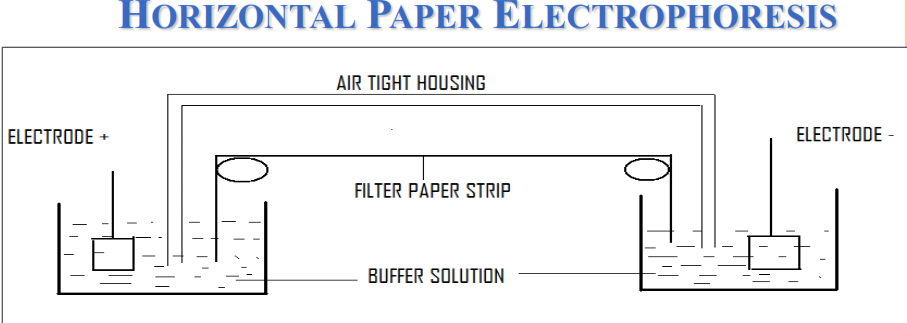 HORIZONTAL PAPER ELECTROPHORESIS
AIR TIGHT HOUSING
ELECTRODE +
ELECTRODE -
FILTER PAPER STRIP
BUFFER SOLUTION